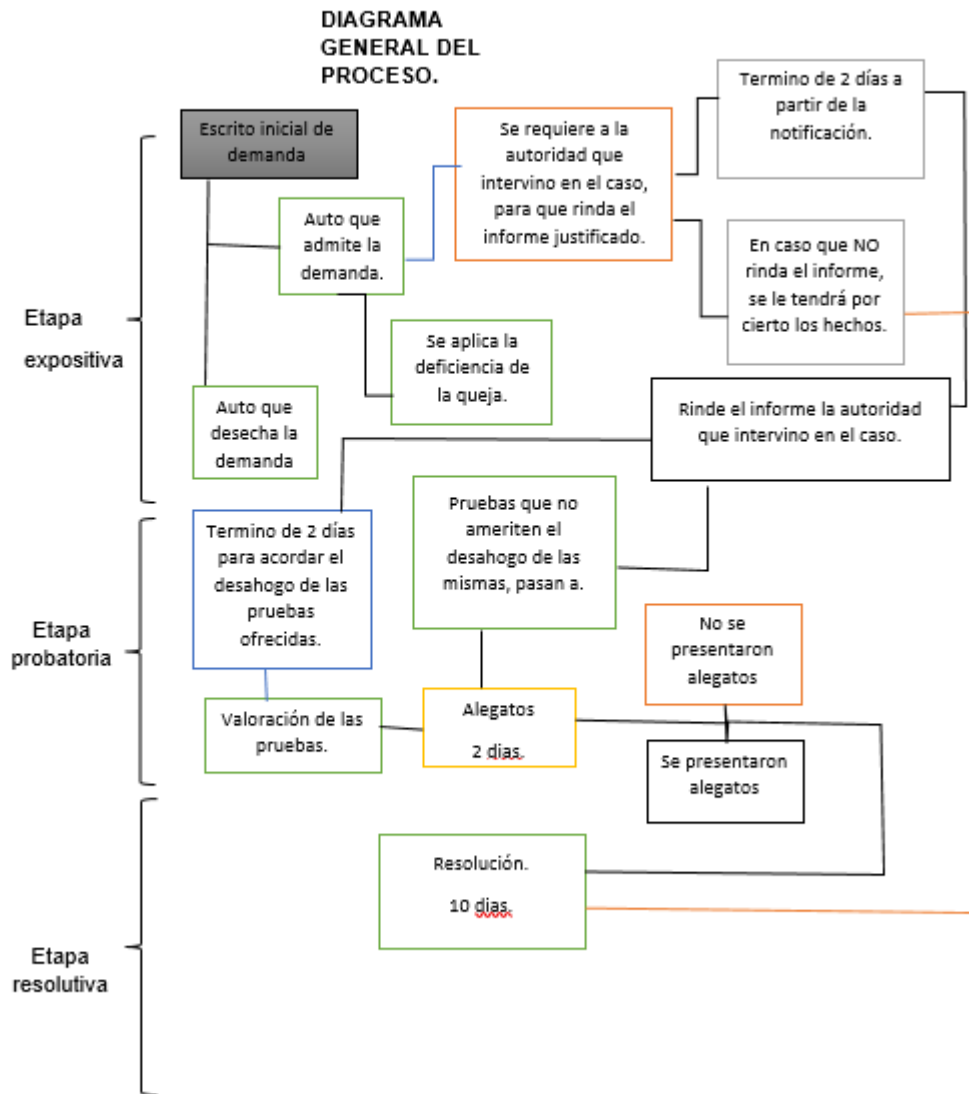 DIAGRAMA
GENERAL DEL
PROCESO.
Escrito inicial de
demanda
Se requiere a la
autoridad que
intervino en el caso,
para que rinda el
informe justificado.
Termino de 2 días a
partir de la
notificación.
Auto que
admite la
demanda.
En caso que NO
rinda el informe,
se le tendrá por
cierto los hechos.
Etapa
expositiva
Se aplica la
deficiencia de
la queja.
Auto que
desecha la
demanda
Rinde el informe la autoridad
que intervino en el caso.
Etapa
probatoria
Termino de 2 días
para acordar el
desahogo de las
pruebas
ofrecidas.
Pruebas que no
ameriten el
desahogo de las
mismas, pasan a.
No se
presentaron
alegatos
Valoración de las
pruebas.
Alegatos
2 dias.
Se presentaron
alegatos
Etapa
resolutiva
Resolución.
10 dias.